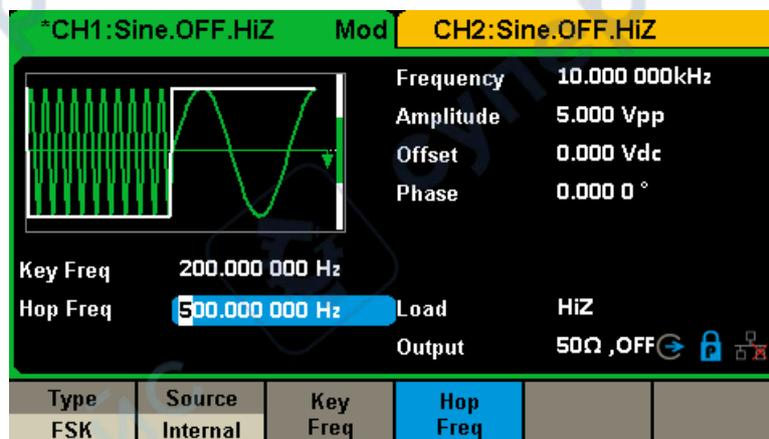 *CH1:Sine.OFF.HiZ Mod CH2:Sine.OFF.HiZ
Frequency 10.000 000kHz
Amplitude 5.000 Vpp
Offset 0.000 Vdc
Phase 0.000 0 °
Key Freq 200.000 000 Hz
Hop Freq 500.000 000 Hz
Load HiZ
Output 50Ω ,OFF P
Type Source Key Freq Hop Freq
FSK Internal